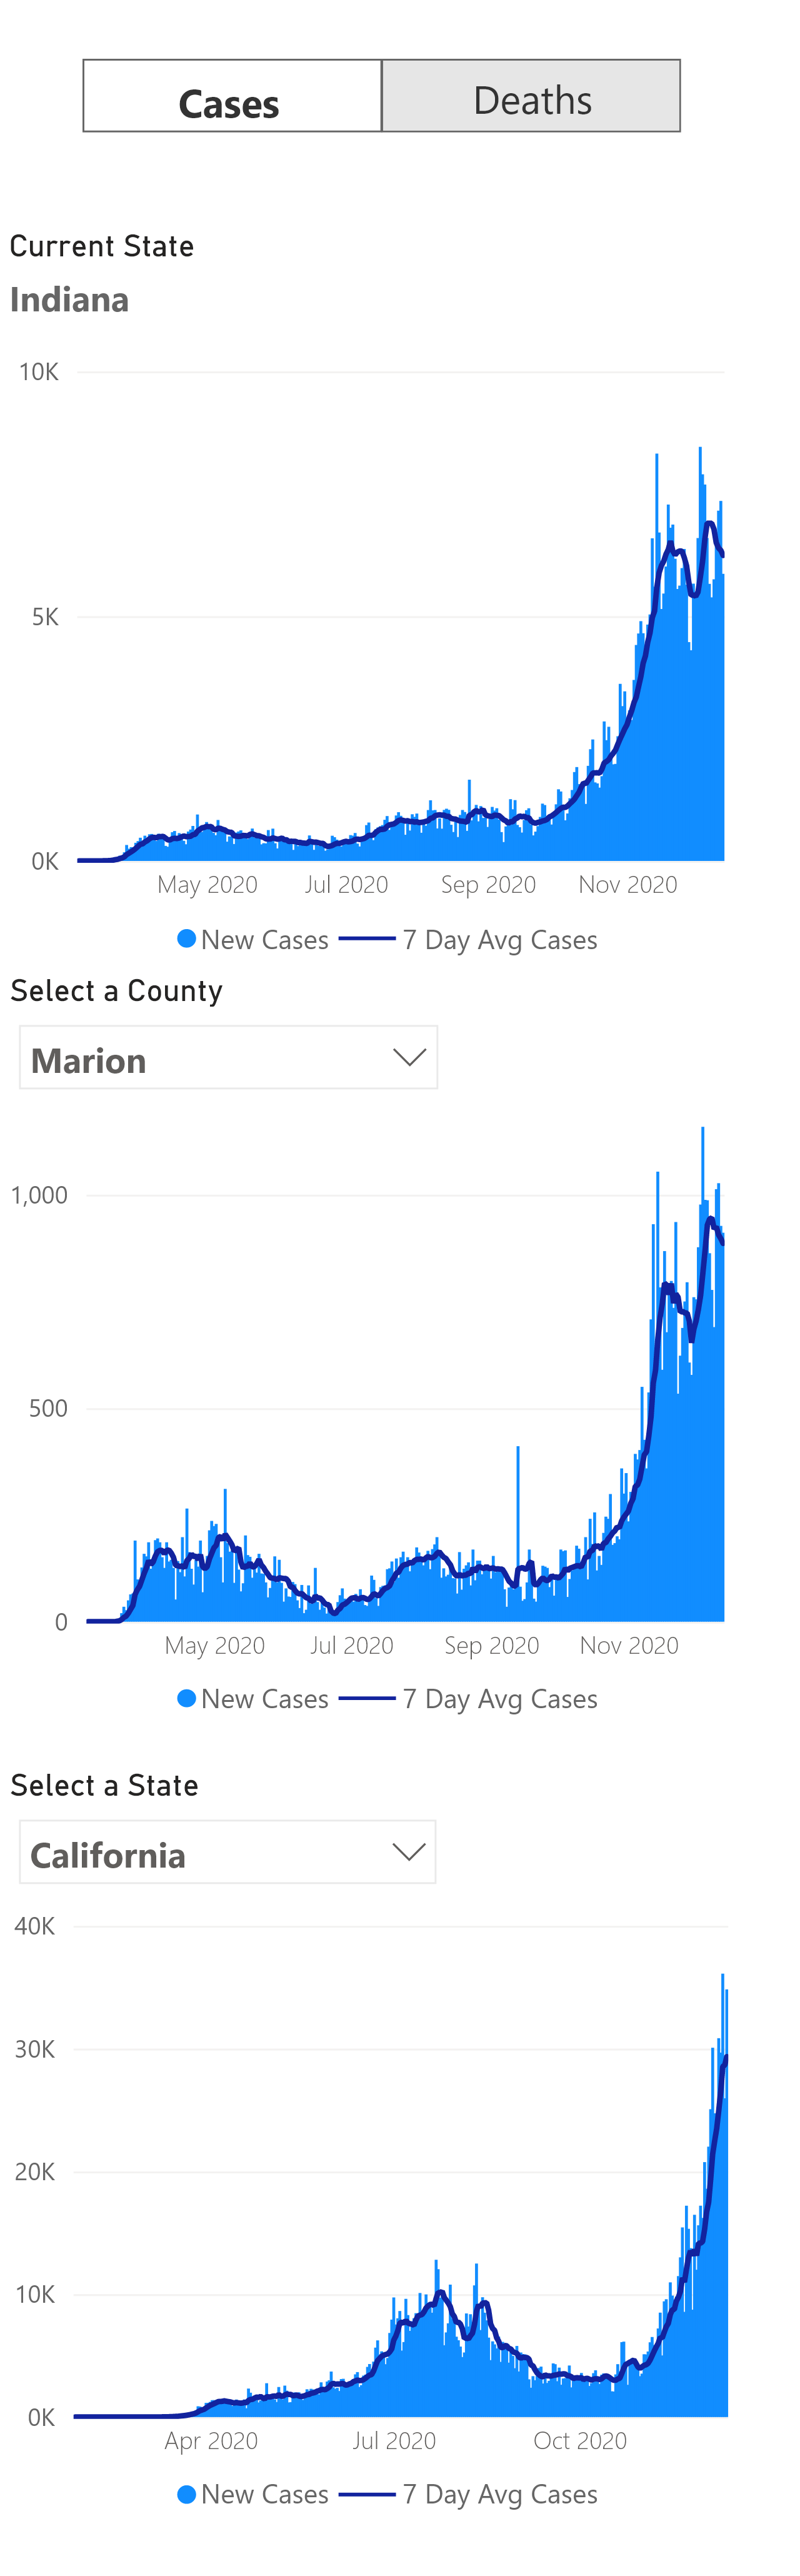 Cases Deaths
Current State
Indiana
10K
5K
0K
May 2020 Jul 2020 Sep 2020 Nov 2020
New Cases 7 Day Avg Cases
Select a County
Marion
1,000
500
0
May 2020 Jul 2020 Sep 2020 Nov 2020
New Cases 7 Day Avg Cases
Select a State
California
40K
30K
20K
10K
0K
Apr 2020 Jul 2020 Oct 2020
New Cases 7 Day Avg Cases